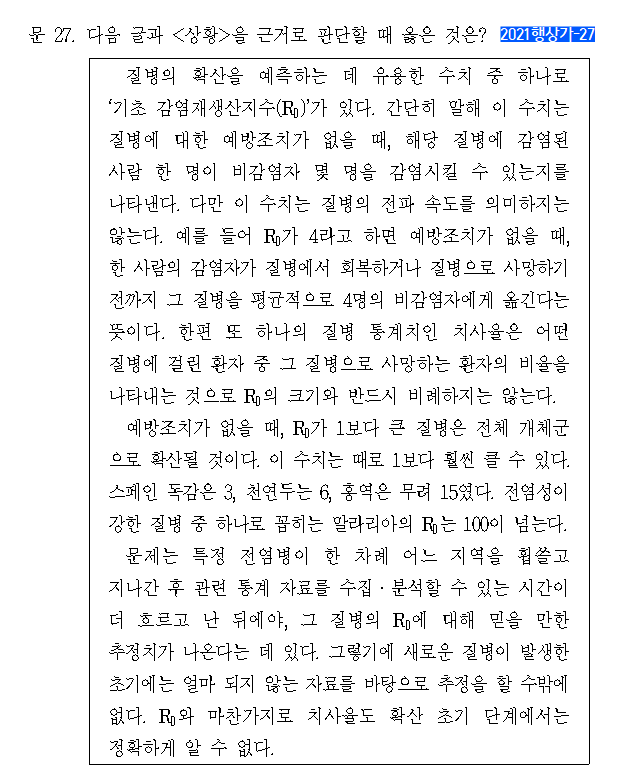 문 27. 다음 글과 <상황>을 근거로 판단할 때 옳은 것은? 2021행상가-27
질병의 확산을 예측하는 데 유용한 수치 중 하나로
‘기초 감염재생산지수(R₀)’가 있다. 간단히 말해 이 수치는
질병에 대한 예방조치가 없을 때, 해당 질병에 감염된
사람 한 명이 비감염자 몇 명을 감염시킬 수 있는지를
나타낸다. 다만 이 수치는 질병의 전파 속도를 의미하지는
않는다. 예를 들어 R₀가 4라고 하면 예방조치가 없을 때,
한 사람의 감염자가 질병에서 회복하거나 질병으로 사망하기
전까지 그 질병을 평균적으로 4명의 비감염자에게 옮긴다는
뜻이다. 한편 또 하나의 질병 통계치인 치사율은 어떤
질병에 걸린 환자 중 그 질병으로 사망하는 환자의 비율을
나타내는 것으로 R₀의 크기와 반드시 비례하지는 않는다.
예방조치가 없을 때, R₀가 1보다 큰 질병은 전체 개체군
으로 확산될 것이다. 이 수치는 때로 1보다 훨씬 클 수 있다.
스페인 독감은 3, 천연두는 6, 홍역은 무려 15였다. 전염성이
강한 질병 중 하나로 꼽히는 말라리아의 R₀는 100이 넘는다.
문제는 특정 전염병이 한 차례 어느 지역을 휩쓸고
지나간 후 관련 통계 자료를 수집·분석할 수 있는 시간이
더 흐르고 난 뒤에야, 그 질병의 R₀에 대해 믿을 만한
추정치가 나온다는 데 있다. 그렇기에 새로운 질병이 발생한
초기에는 얼마 되지 않는 자료를 바탕으로 추정을 할 수밖에
없다. R₀와 마찬가지로 치사율도 확산 초기 단계에서는
정확하게 알 수 없다.